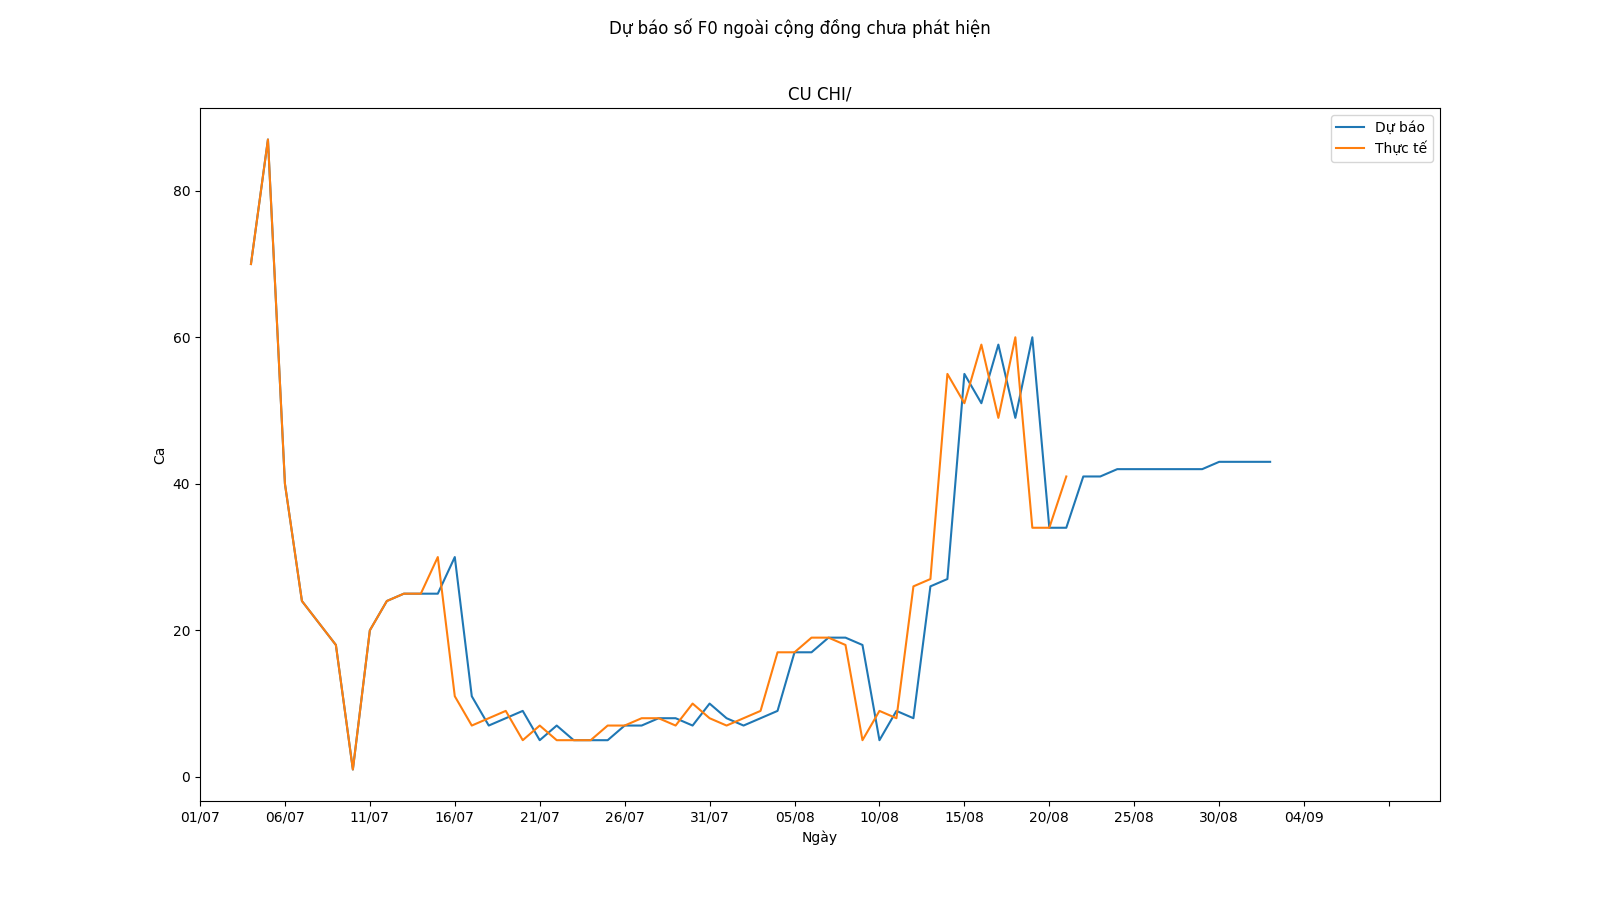 Dự báo số F0 ngoài cộng đồng chưa phát hiện
CU CHI/
Dự báo
Thực tế
80
60
40
20
0
Ca
01/07 06/07 11/07 16/07 21/07 26/07 31/07 05/08 10/08 15/08 20/08 25/08 30/08 04/09
Ngày